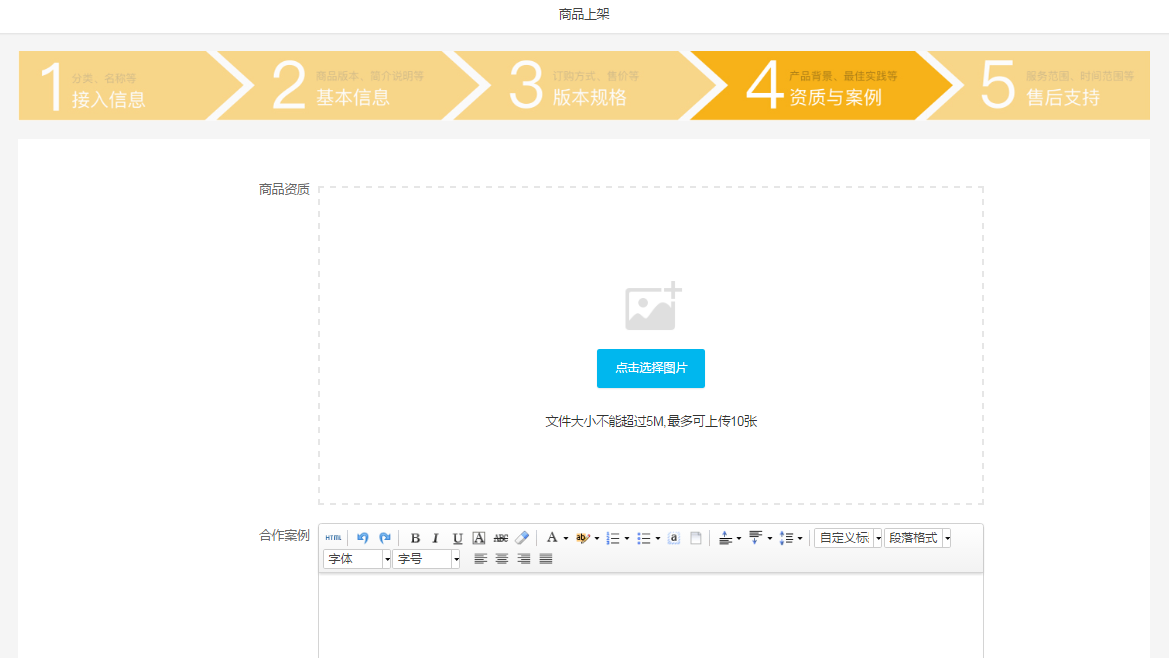 商品上架
1 分类、名称等
接入信息
2 商品版本、简介说明等
基本信息
3 订购方式、售价等
版本规格
4 产品背景、最佳实践等
资质与案例
5 服务范围、时间范围等
售后支持
商品资质
点击选择图片
文件大小不能超过5M,最多可上传10张
合作案例
HTML B I U A ABC A ab a 自定义标 段落格式
字体 字号